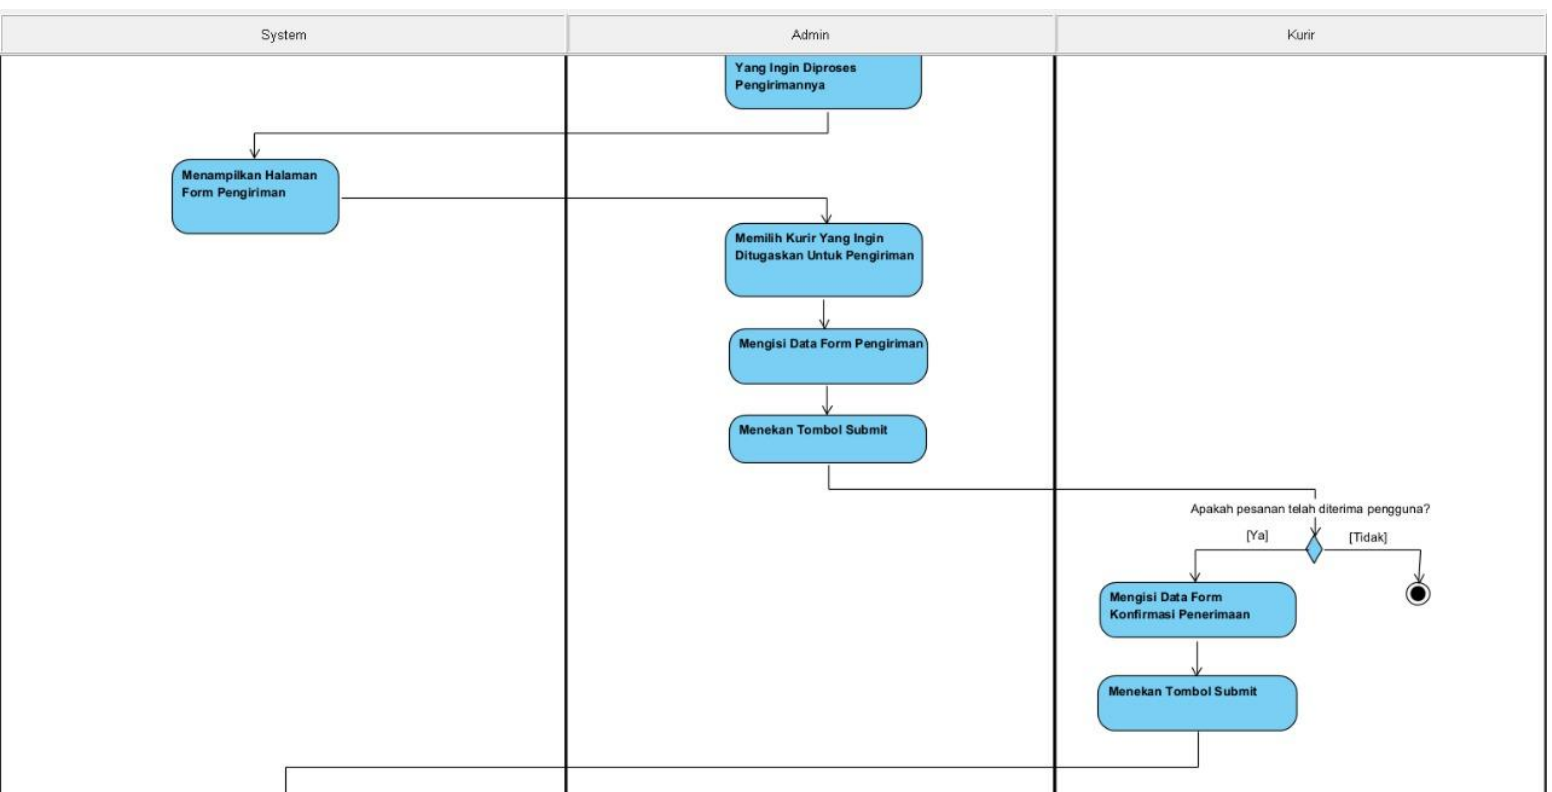 System
Admin
Kurir
Yang Ingin Diproses
Pengirimannya
Menampilkan Halaman
Form Pengiriman
Memilih Kurir Yang Ingin
Ditugaskan Untuk Pengiriman
Mengisi Data Form Pengiriman
Menekan Tombol Submit
Apakah pesanan telah diterima pengguna?
[Ya]
[Tidak]
Mengisi Data Form
Konfirmasi Penerimaan
Menekan Tombol Submit